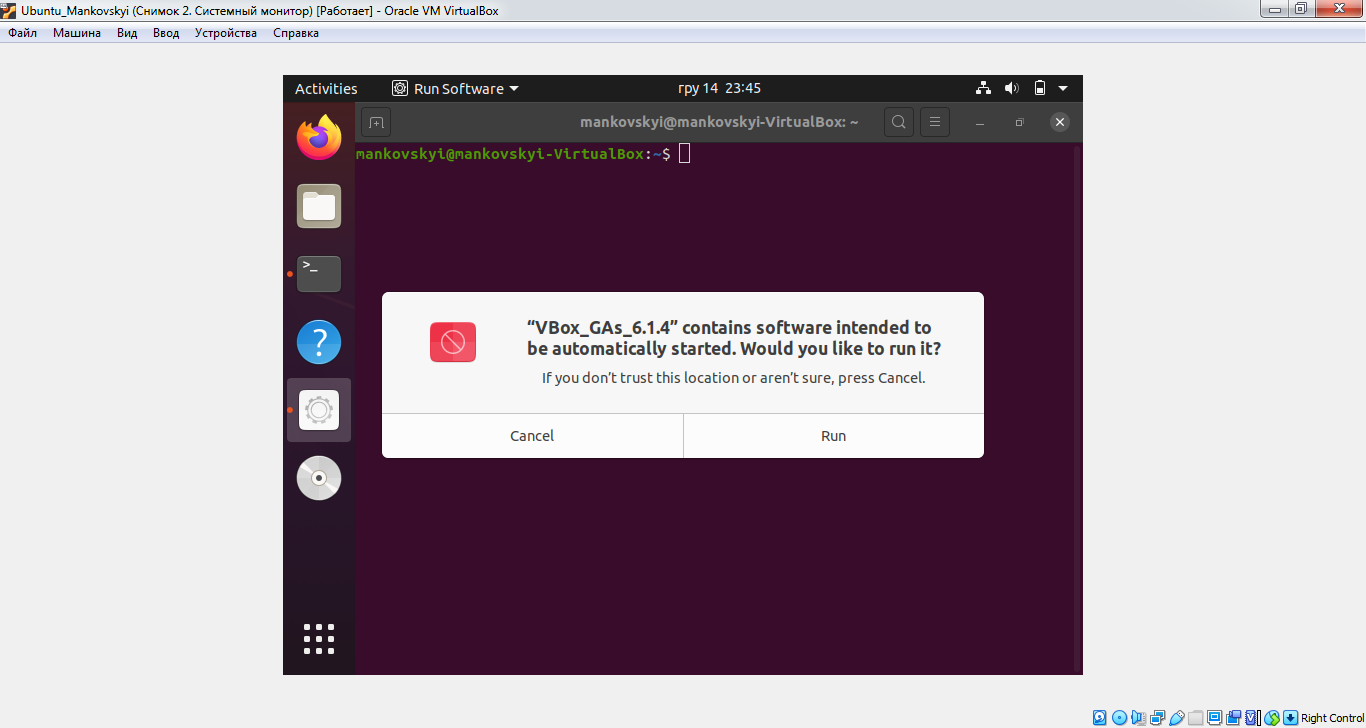 Ubuntu_Mankovskyi (Снимок 2. Системный монитор) [Работает] - Oracle VM VirtualBox
Файл Машина Вид Ввод Устройства Справка
Activities Run Software гру 14 23:45
mankovskyi@mankovskyi-VirtualBox: ~
mankovskyi@mankovskyi-VirtualBox:~$
>_
?
“VBox_GAs_6.1.4” contains software intended to
be automatically started. Would you like to run it?
If you don’t trust this location or aren’t sure, press Cancel.
Cancel Run
Right Control